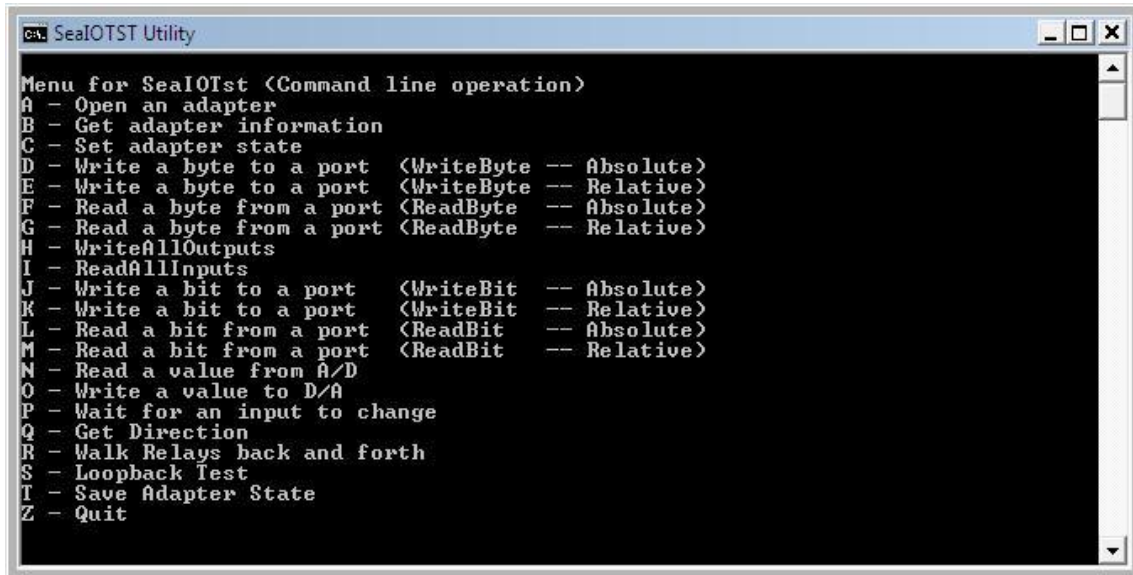 C:\. SeaIOTST Utility
Menu for SeaIOTst (Command line operation)
A - Open an adapter
B - Get adapter information
C - Set adapter state
D - Write a byte to a port (WriteByte -- Absolute)
E - Write a byte to a port (WriteByte -- Relative)
F - Read a byte from a port (ReadByte -- Absolute)
G - Read a byte from a port (ReadByte -- Relative)
H - WriteAllOutputs
I - ReadAllInputs
J - Write a bit to a port (WriteBit -- Absolute)
K - Write a bit to a port (WriteBit -- Relative)
L - Read a bit from a port (ReadBit -- Absolute)
M - Read a bit from a port (ReadBit -- Relative)
N - Read a value from A/D
O - Write a value to D/A
P - Wait for an input to change
Q - Get Direction
R - Walk Relays back and forth
S - Loopback Test
T - Save Adapter State
Z - Quit